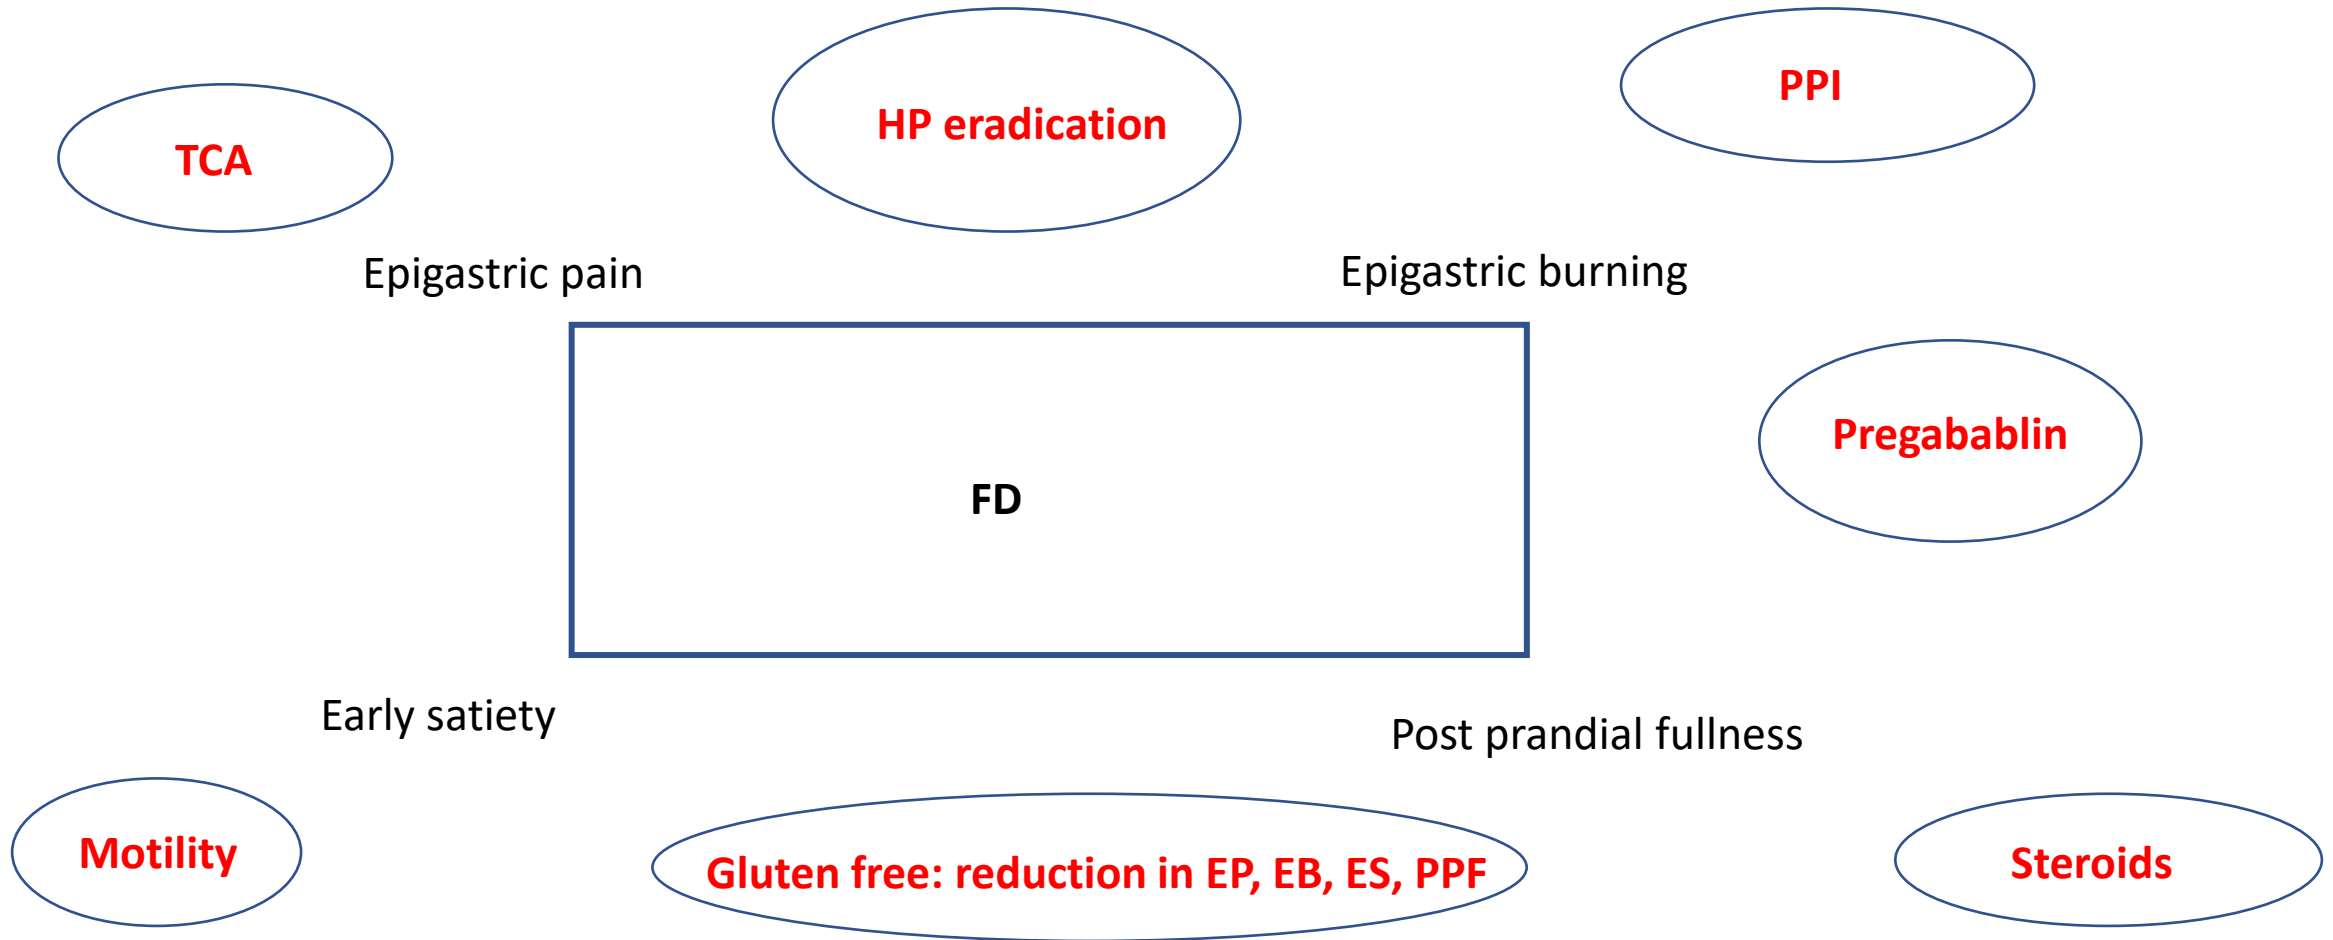 PPI
HP eradication
TCA
Epigastric pain
Epigastric burning
Pregabablin
FD
Early satiety
Post prandial fullness
Motility
Gluten free: reduction in EP, EB, ES, PPF
Steroids